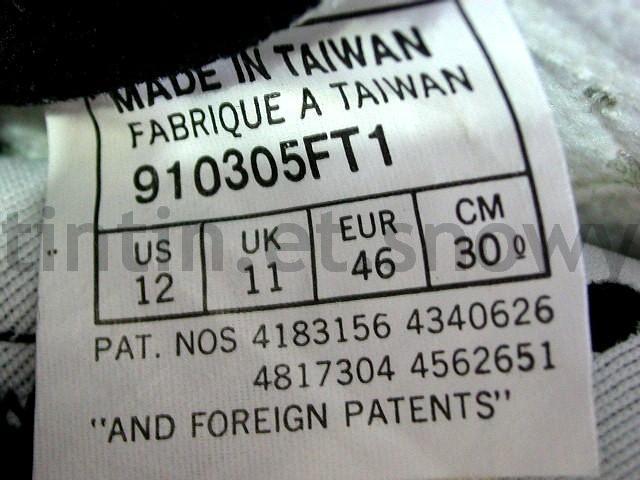 MADE IN TAIWAN
FABRIQUE A TAIWAN
910305FT1
US UK EUR CM
12 11 46 30 º
PAT. NOS 4183156 4340626
4817304 4562651
"AND FOREIGN PATENTS"
tintin.et.snowy